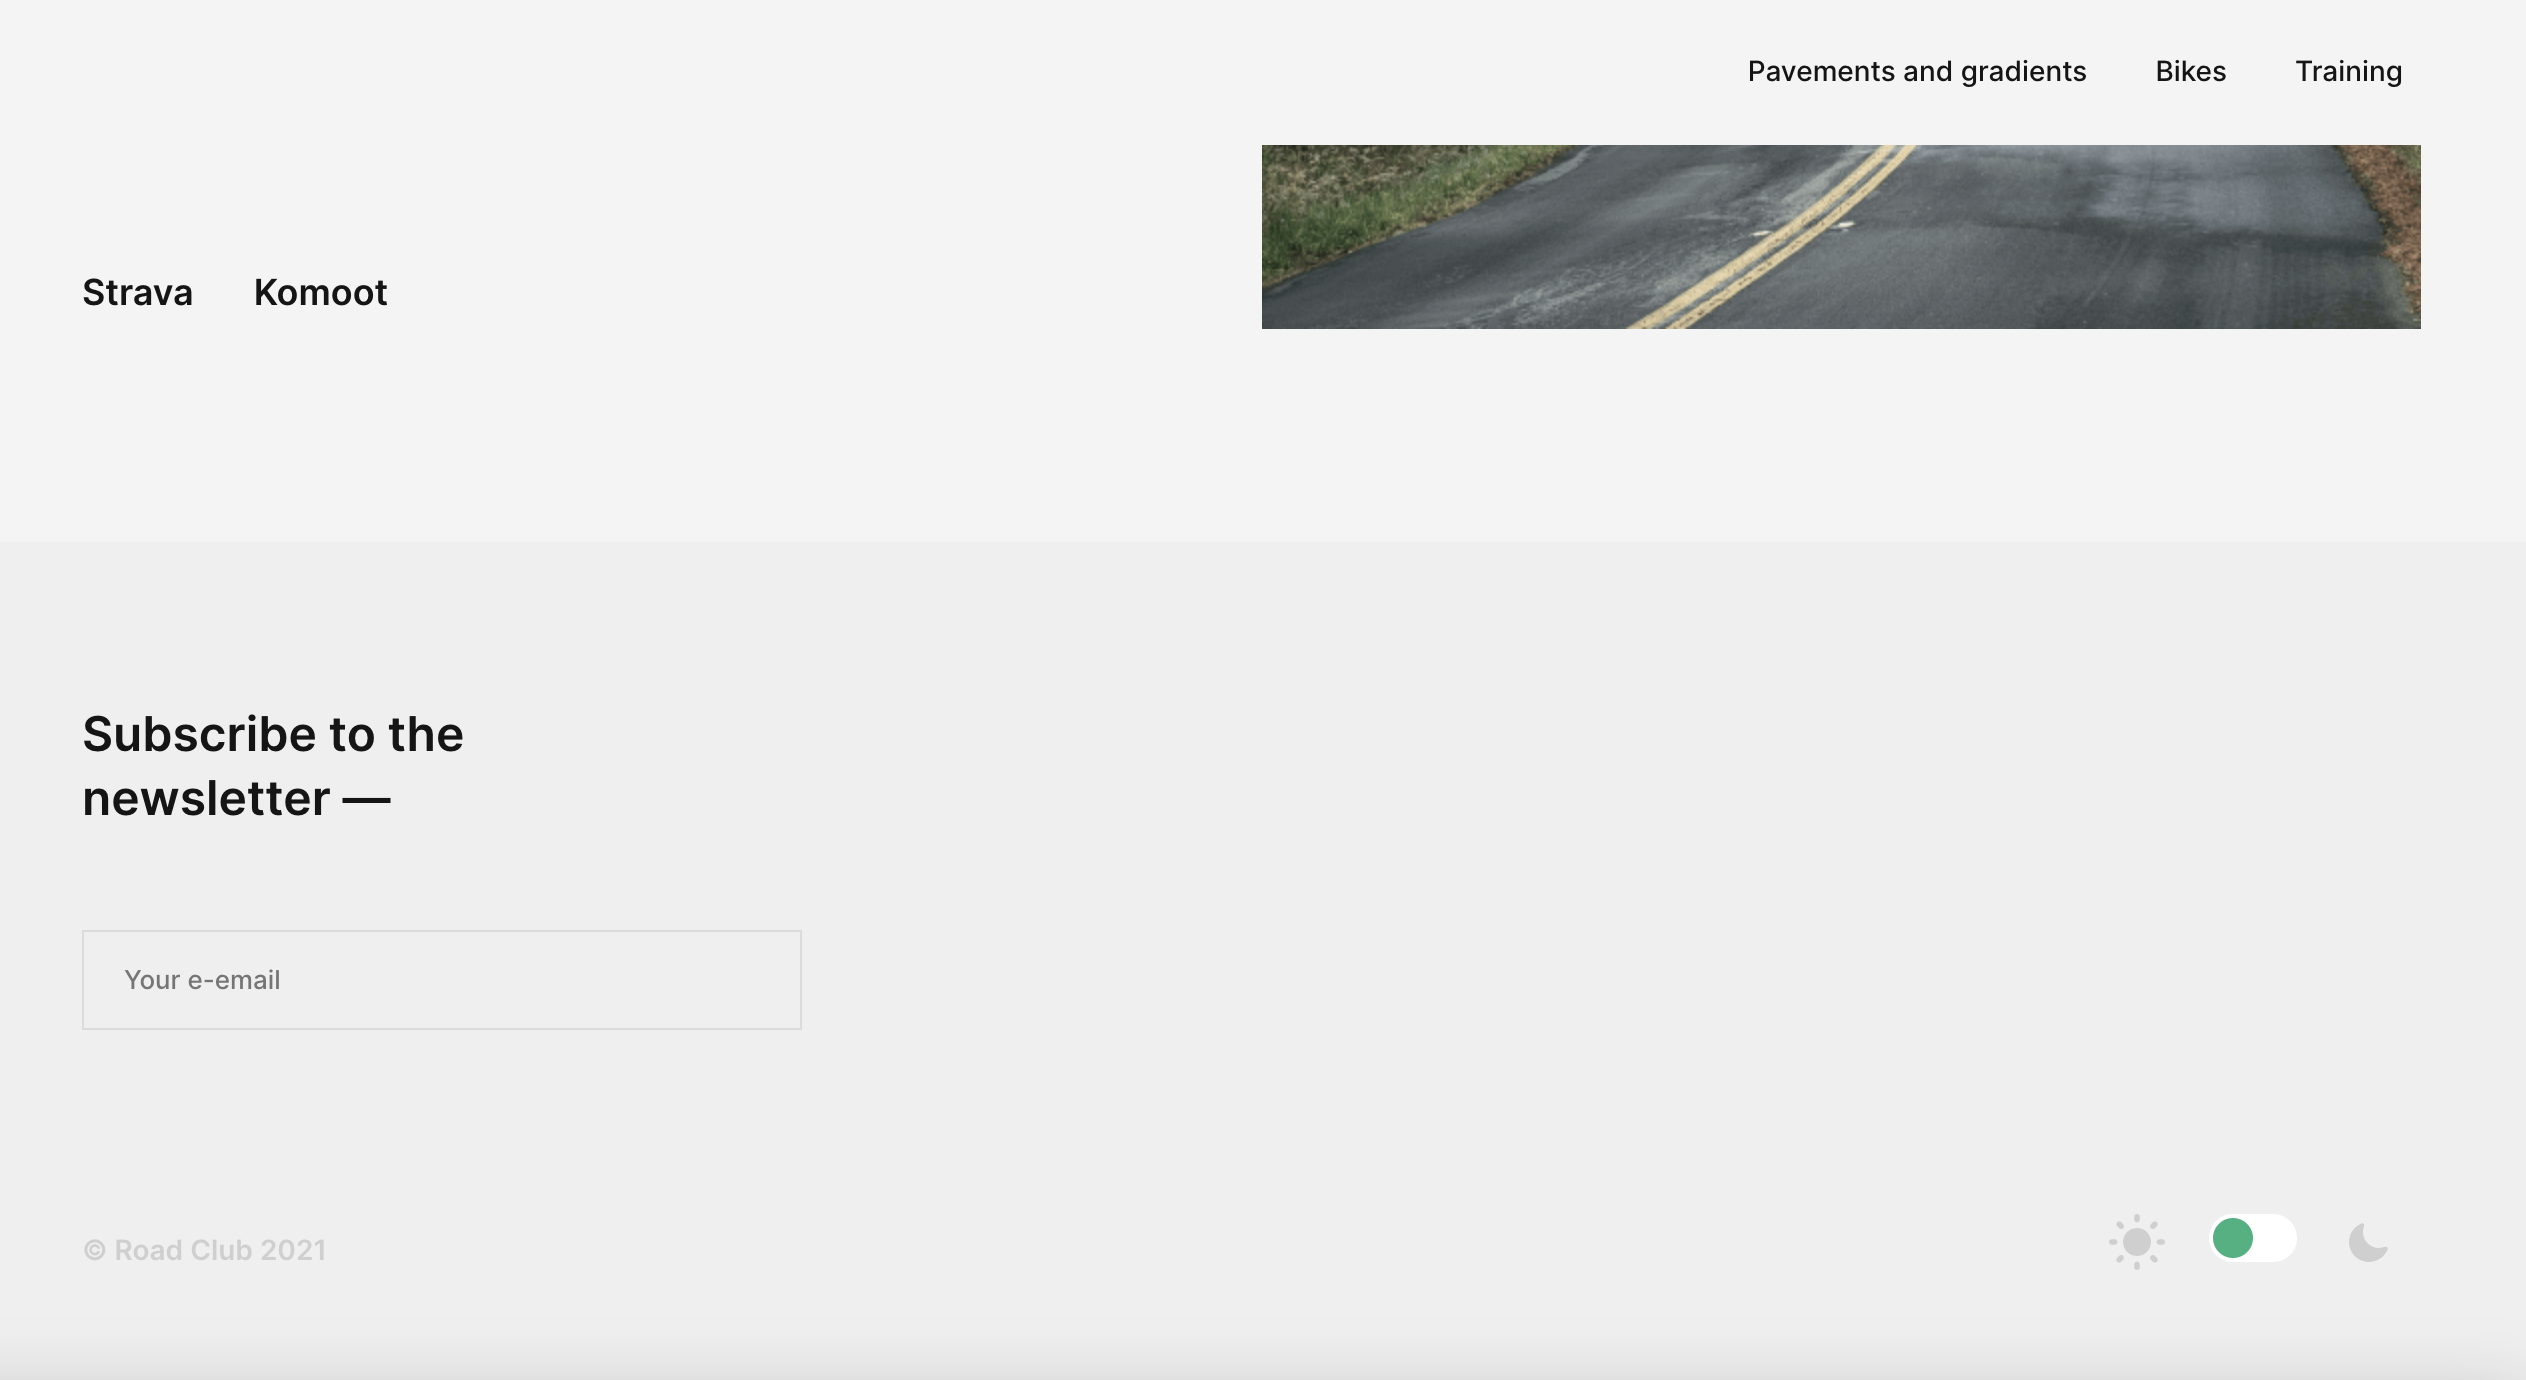 Pavements and gradients Bikes Training
Strava Komoot
Subscribe to the
newsletter —
Your e-email
© Road Club 2021